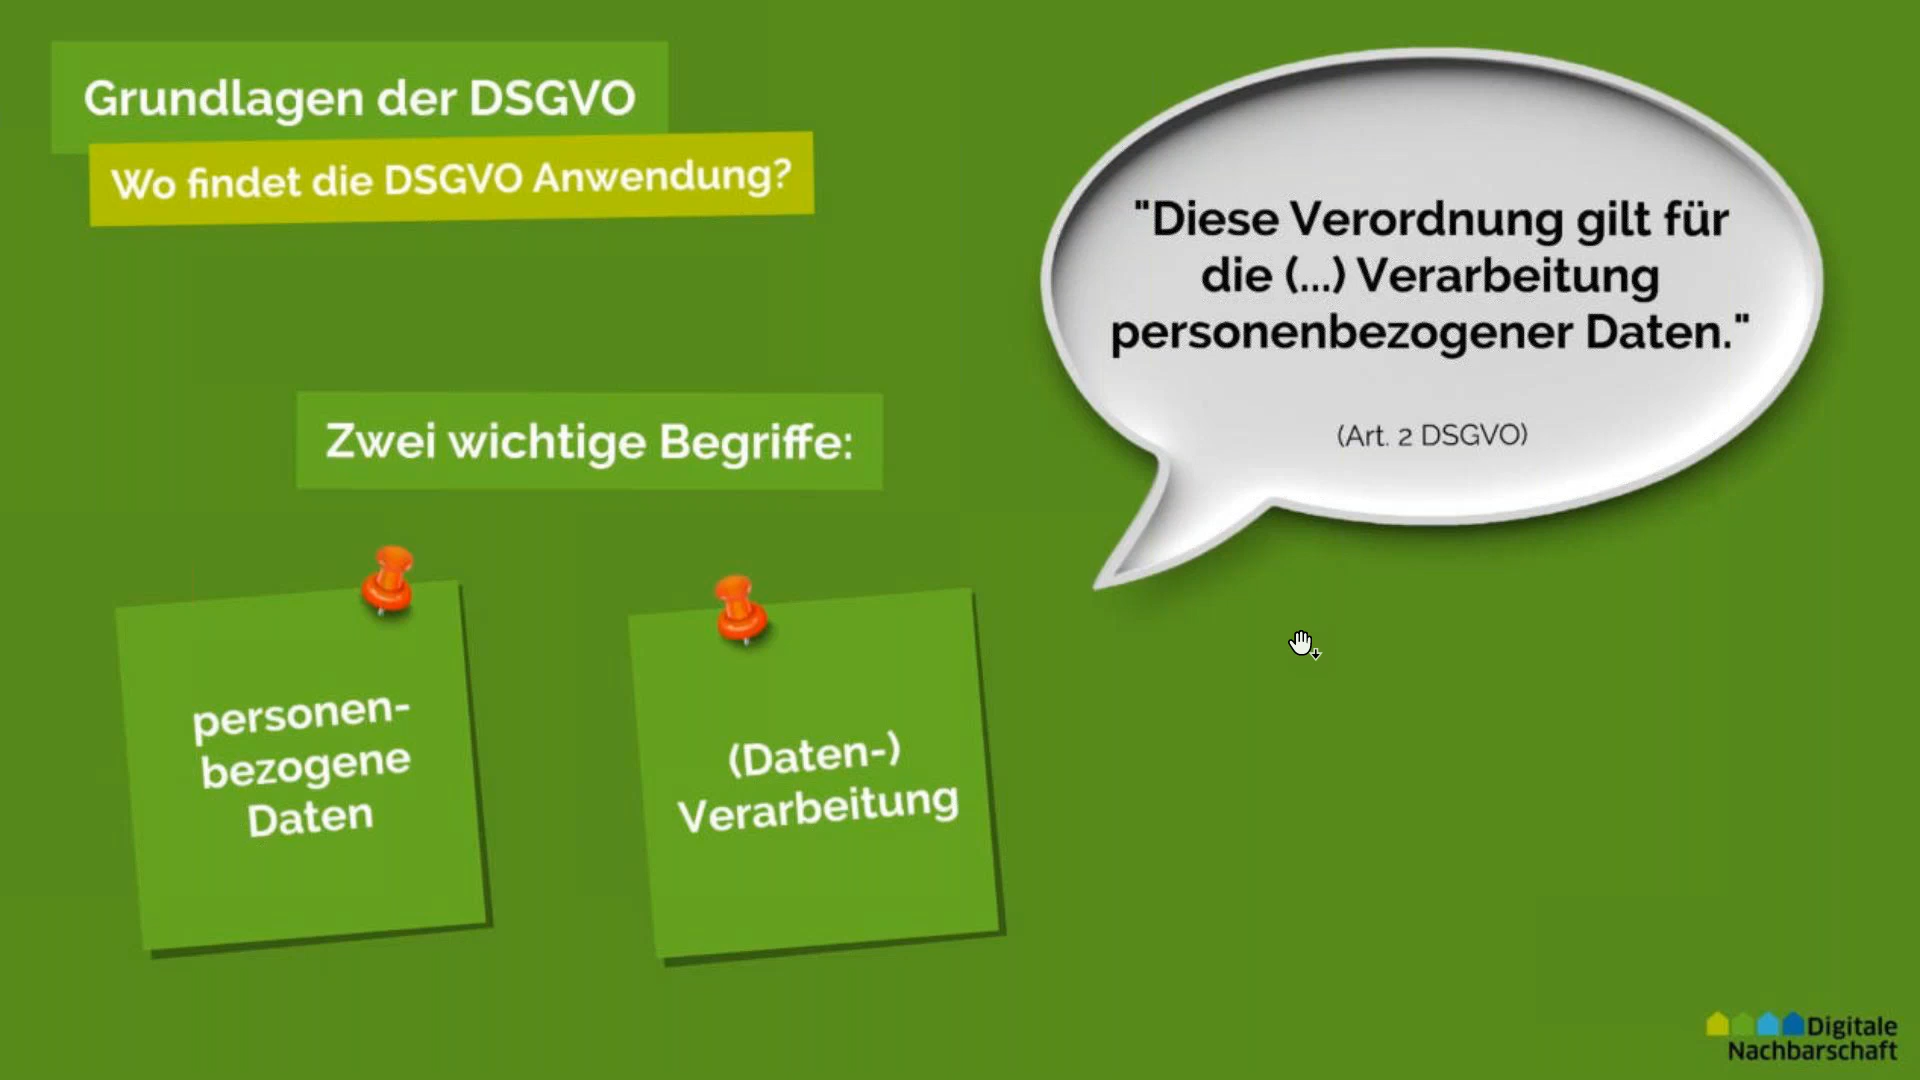 Grundlagen der DSGVO
Wo findet die DSGVO Anwendung?
"Diese Verordnung gilt für
die (...) Verarbeitung
personenbezogener Daten."
(Art. 2 DSGVO)
Zwei wichtige Begriffe:
personen-
bezogene
Daten
(Daten-)
Verarbeitung
Digitale
Nachbarschaft